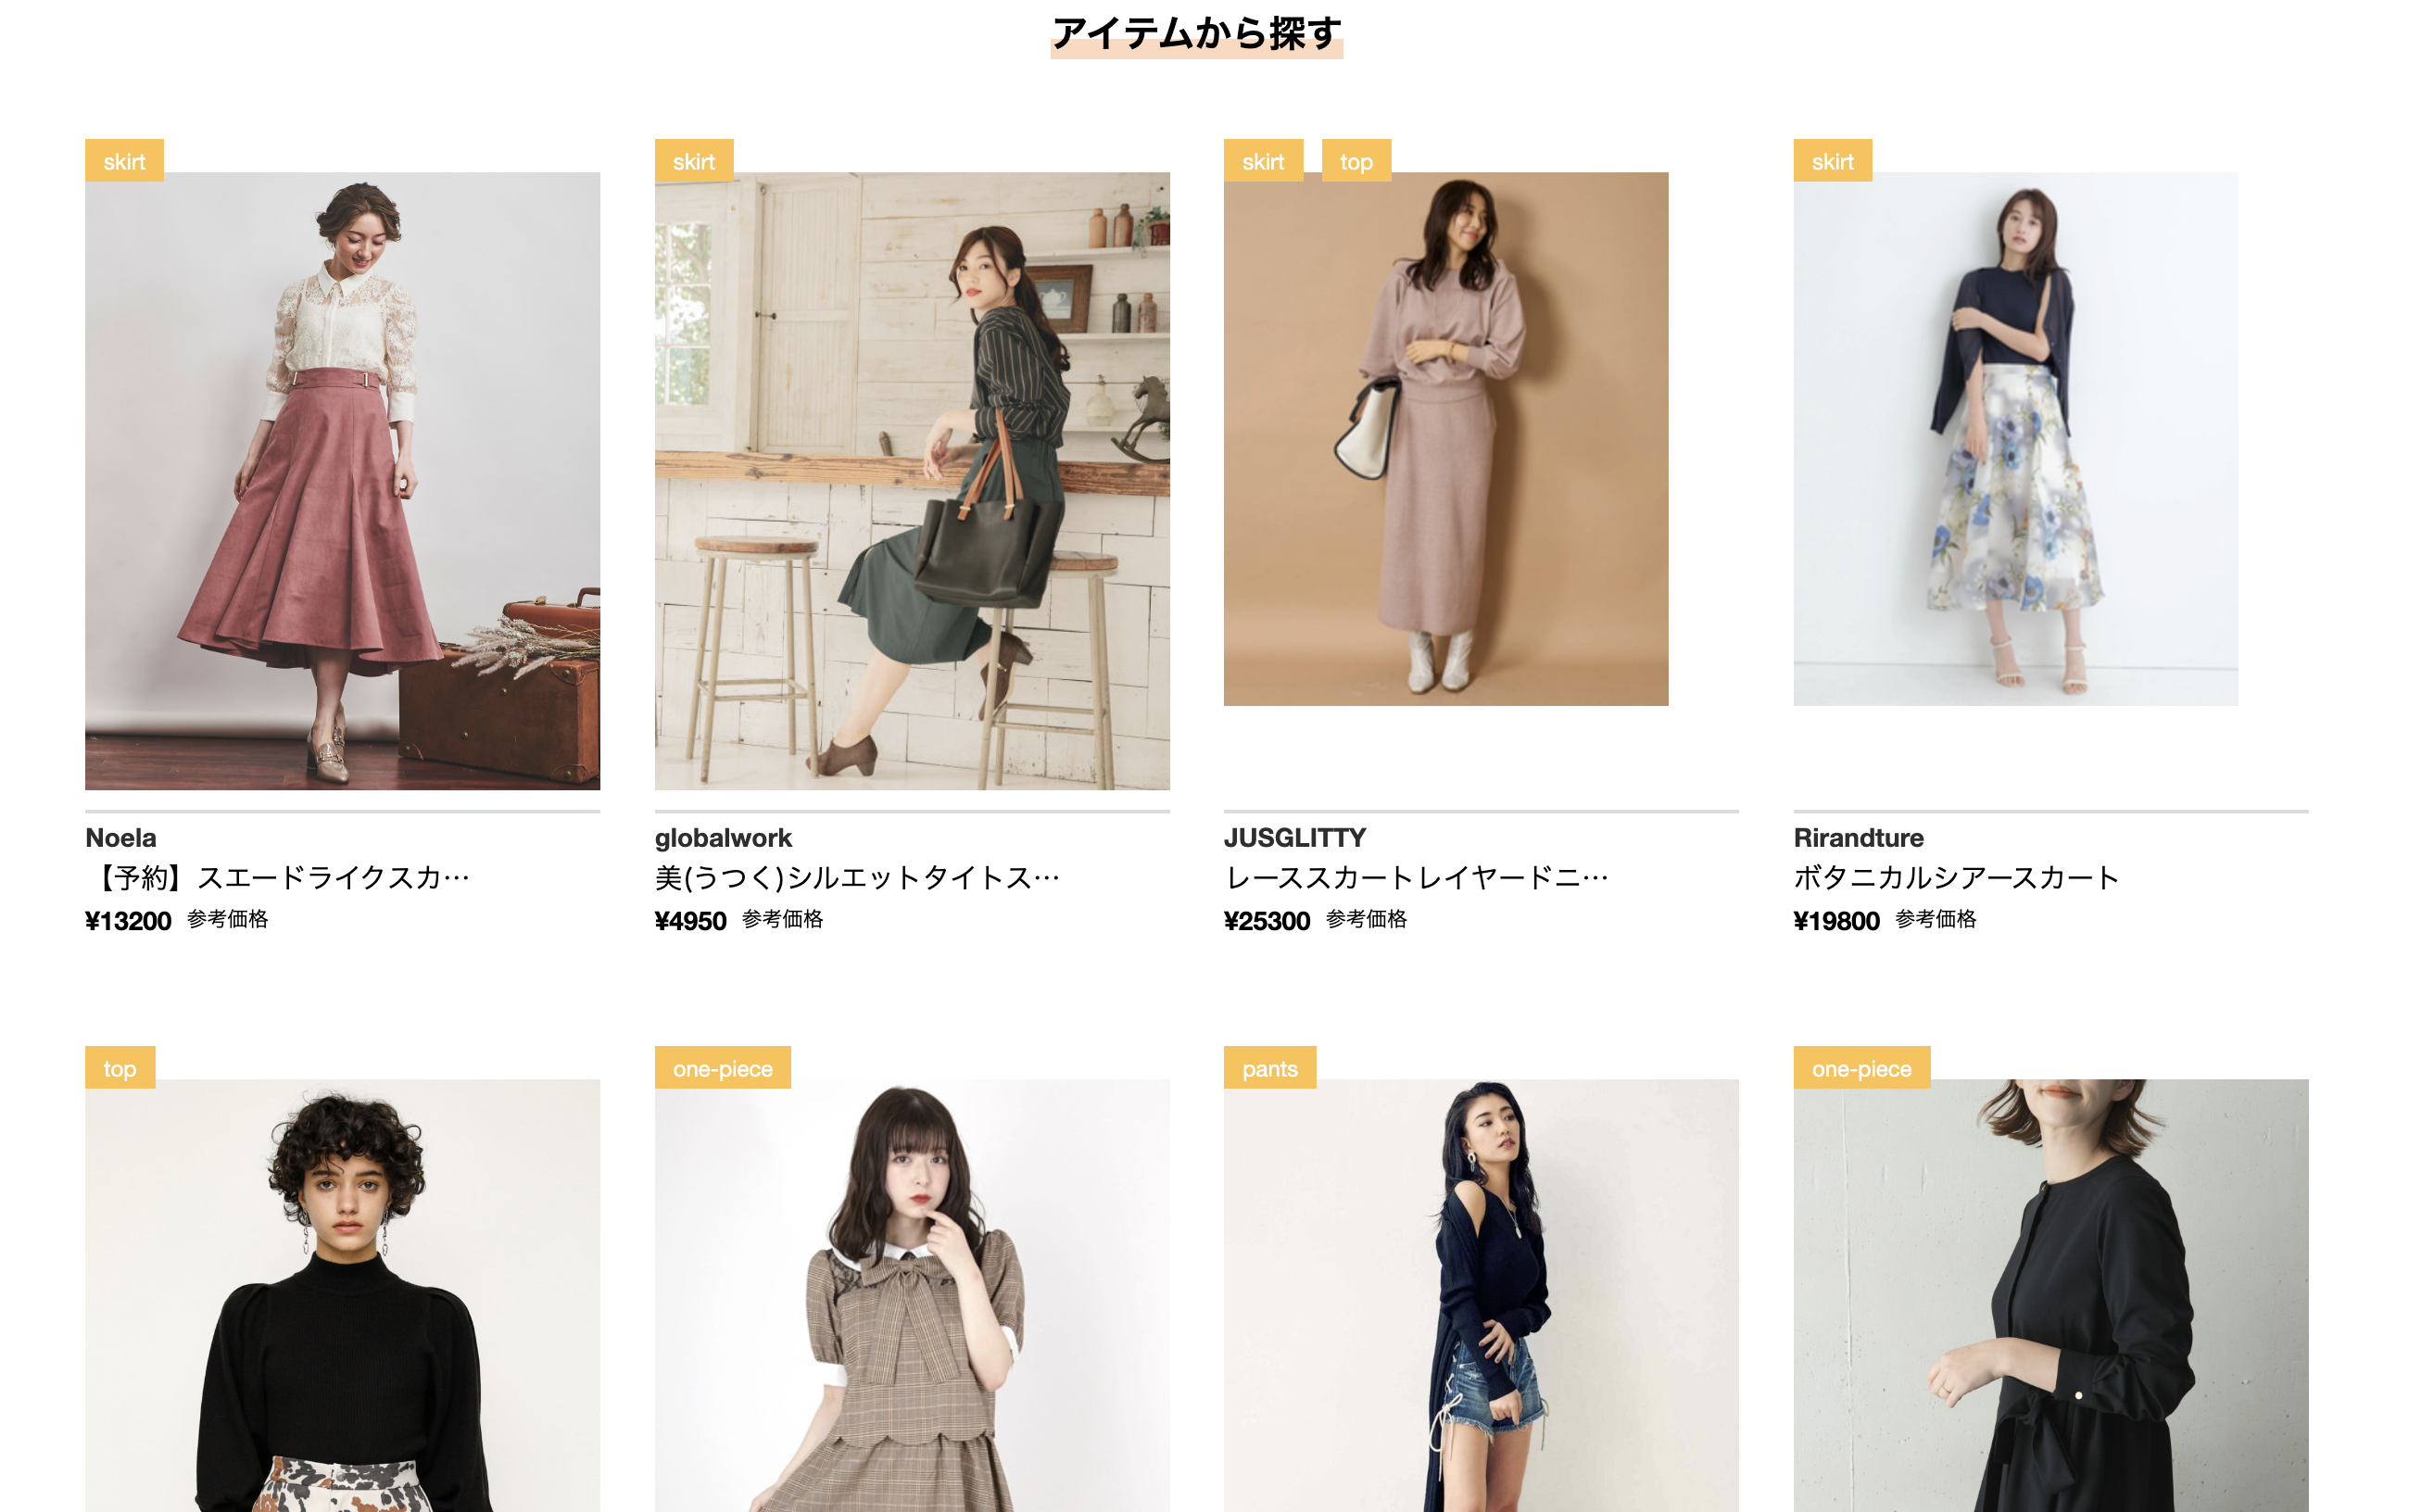 アイテムから探す
skirt
skirt
skirt top
skirt
Noela
【予約】スエードライクスカ…
¥13200 参考価格
globalwork
美(うつく)シルエットタイトス…
¥4950 参考価格
JUSGLITTY
レーススカートレイヤードニ…
¥25300 参考価格
Rirandture
ボタニカルシアースカート
¥19800 参考価格
top
one-piece
pants
one-piece